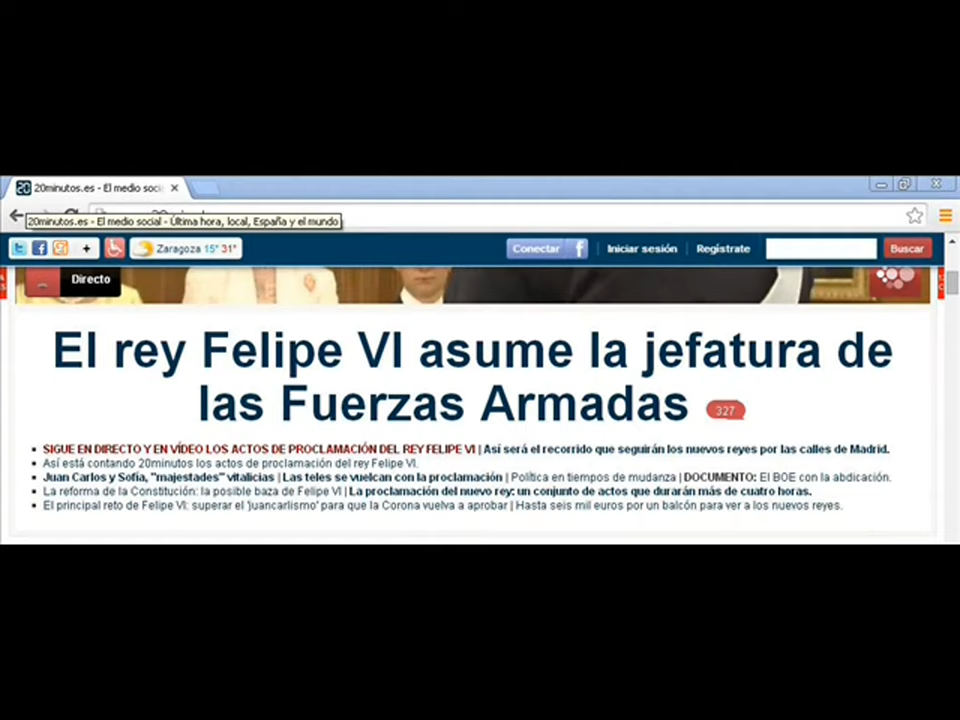 20minutos.es - El medio soci
20minutos.es - El medio social - Última hora, local, España y el mundo
Zaragoza 15° 31°
Conectar
Iniciar sesión
Regístrate
Buscar
Directo
El rey Felipe VI asume la jefatura de
las Fuerzas Armadas 327
SIGUE EN DIRECTO Y EN VÍDEO LOS ACTOS DE PROCLAMACIÓN DEL REY FELIPE VI | Así será el recorrido que seguirán los nuevos reyes por las calles de Madrid.
Así está contando 20minutos los actos de proclamación del rey Felipe VI.
Juan Carlos y Sofía, "majestades" vitalicios | Las teles se vuelcan con la proclamación | Política en tiempos de mudanza | DOCUMENTO: El BOE con la abdicación.
La reforma de la Constitución: la posible baza de Felipe VI | La proclamación del nuevo rey: un conjunto de actos que durarán más de cuatro horas.
El principal reto de Felipe VI: superar el 'juancarlismo' para que la Corona vuelva a aprobar | Hasta seis mil euros por un balcón para ver a los nuevos reyes.